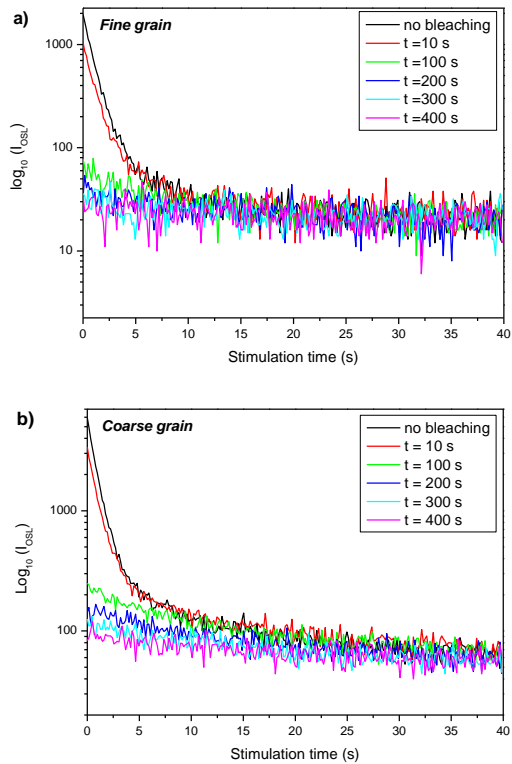 a)
Fine grain
no bleaching
t =10 s
t =100 s
t=200 s
t =300 s
t =400 s
1000
100
10
log10 (IOSL)
0 5 10 15 20 25 30 35 40
Stimulation time (s)
b)
Coarse grain
no bleaching
t = 10 s
t = 100 s
t = 200 s
t = 300 s
t = 400 s
1000
100
Log10 (IOSL)
0 5 10 15 20 25 30 35 40
Stimulation time (s)